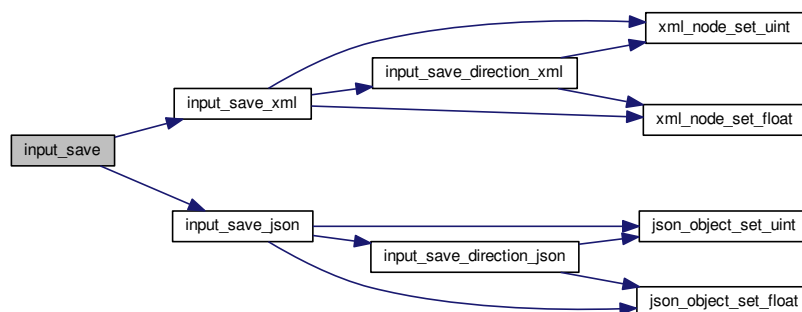 input_save
input_save_xml
input_save_direction_xml
xml_node_set_uint
xml_node_set_float
input_save_json
input_save_direction_json
json_object_set_uint
json_object_set_float